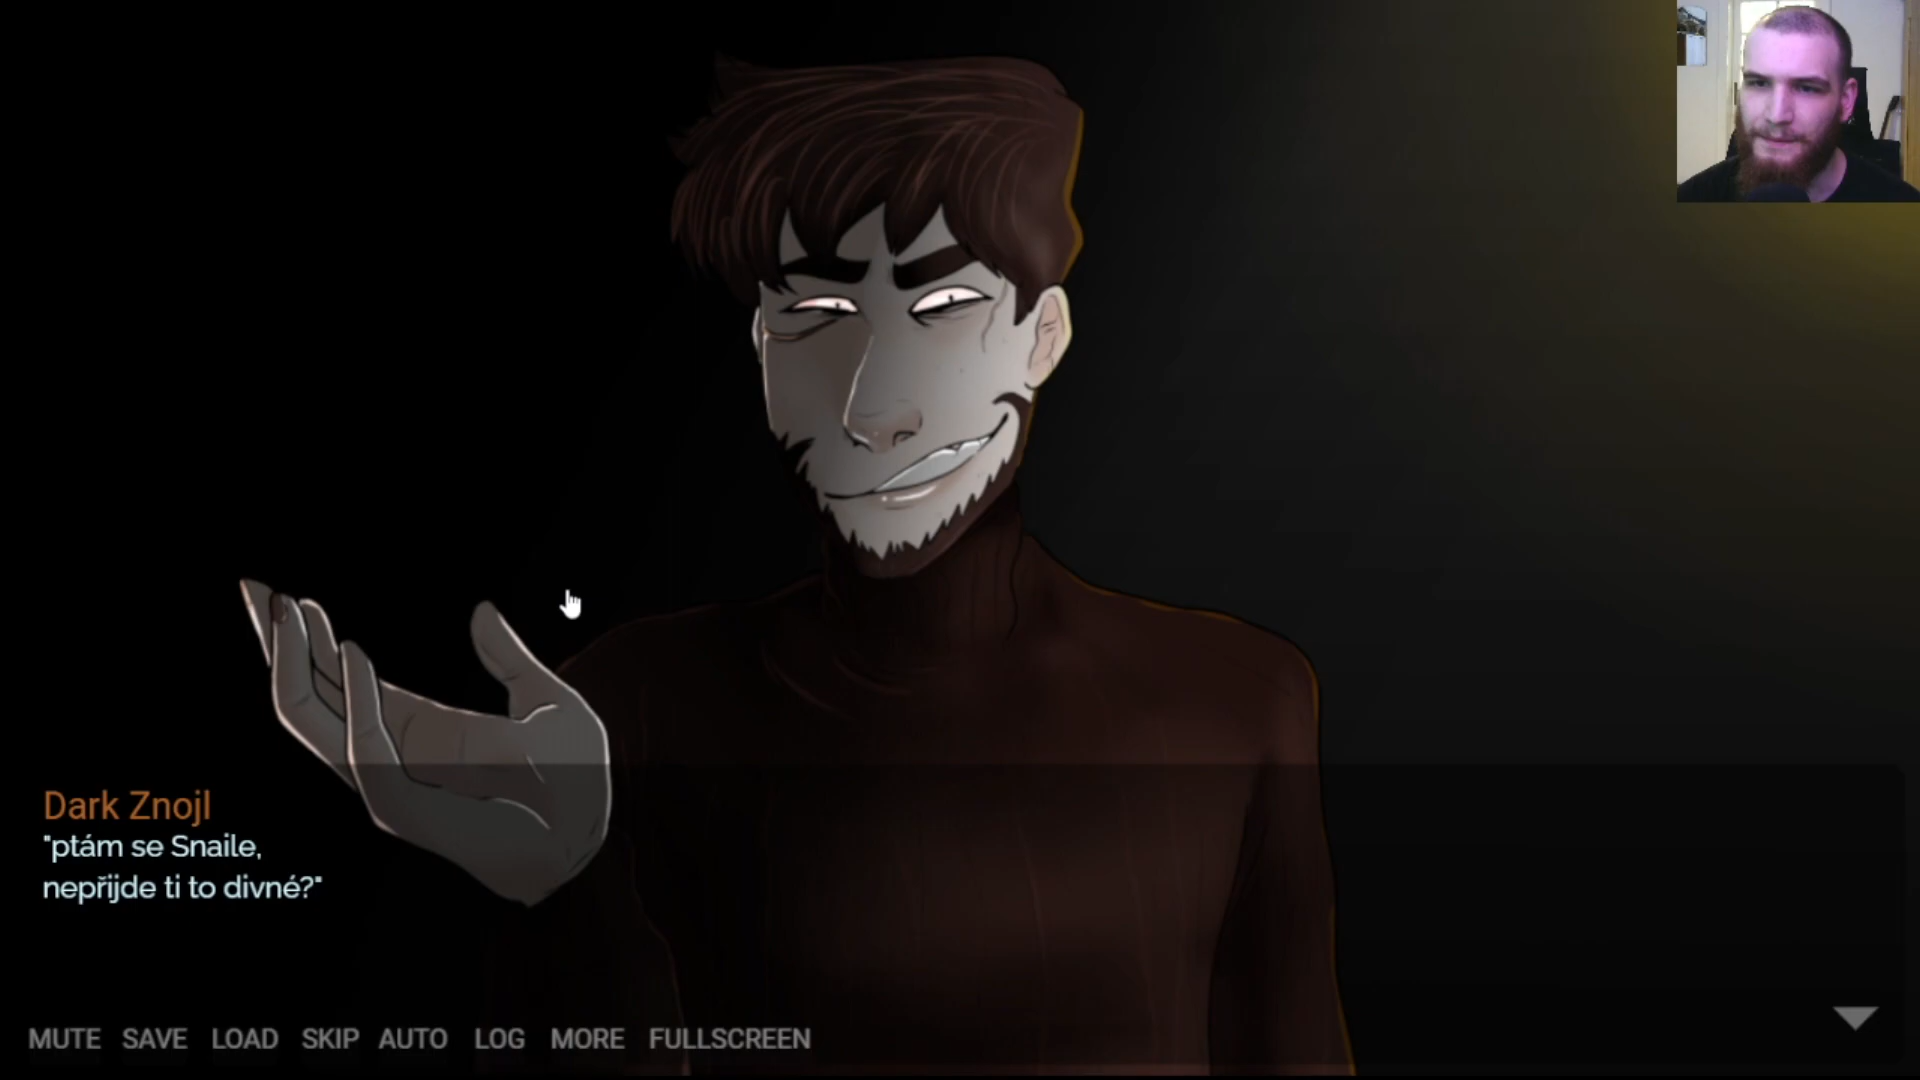 Dark Znojl
"ptám se Snaile,
nepřijde ti to divné?"
MUTE SAVE LOAD SKIP AUTO LOG MORE FULLSCREEN